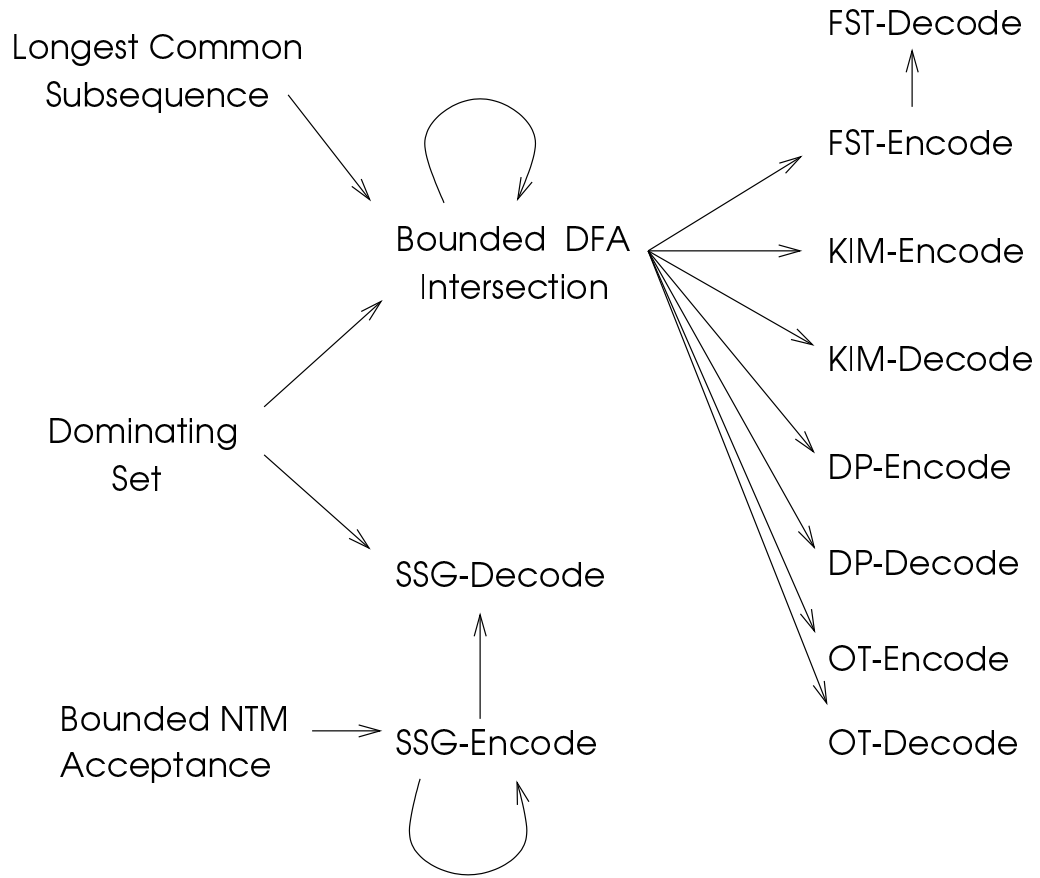 Longest Common
Subsequence
Bounded DFA
Intersection
Dominating
Set
SSG-Decode
Bounded NTM
Acceptance
SSG-Encode
FST-Decode
FST-Encode
KIM-Encode
KIM-Decode
DP-Encode
DP-Decode
OT-Encode
OT-Decode